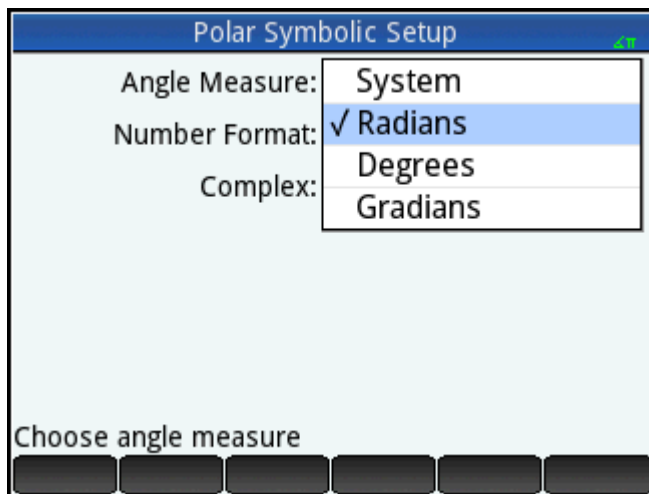 Polar Symbolic Setup
∡π
Angle Measure:
System
√ Radians
Number Format:
Degrees
Complex:
Gradians
Choose angle measure